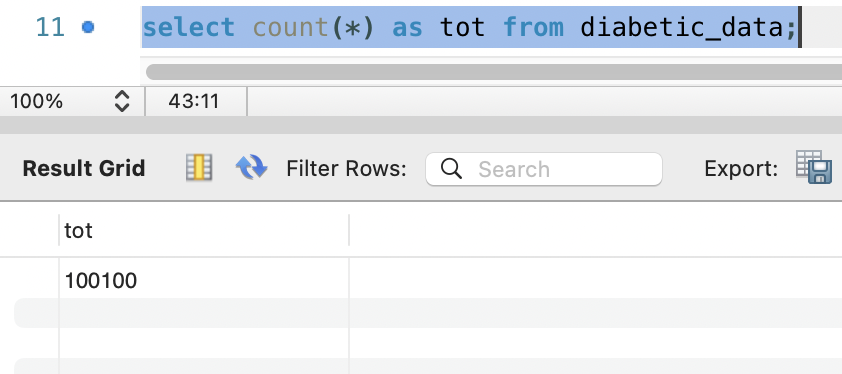 11 select count(*) as tot from diabetic_data;
100% 43:11
Result Grid Filter Rows: Search Export:
tot
100100